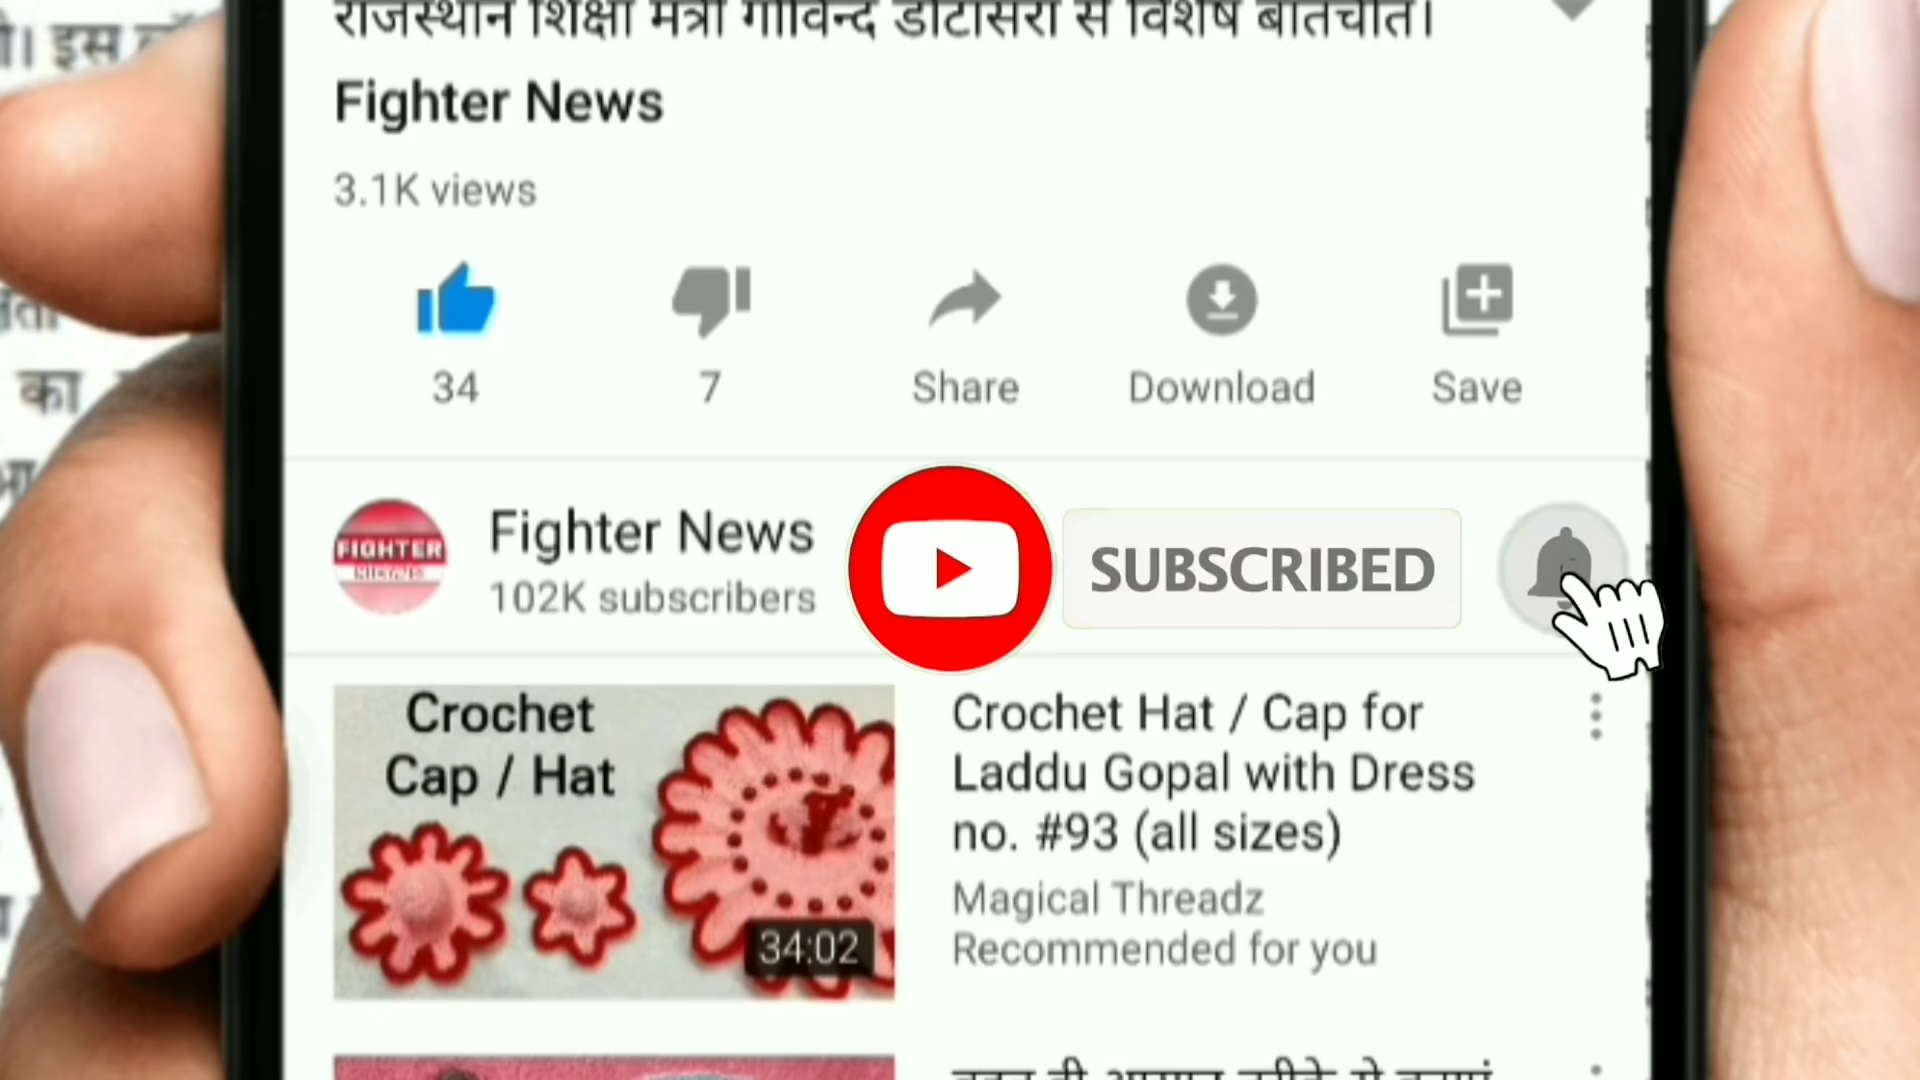 राजस्थान शिक्षा मंत्री गोविन्द डोटासरा से विशेष बातचीत।
Fighter News
3.1K views
34
7
Share
Download
Save
Fighter News
102K subscribers
FIGHTER
SUBSCRIBED
Crochet
Cap / Hat
34:02
Crochet Hat / Cap for
Laddu Gopal with Dress
no. #93 (all sizes)
Magical Threadz
Recommended for you
इस
का